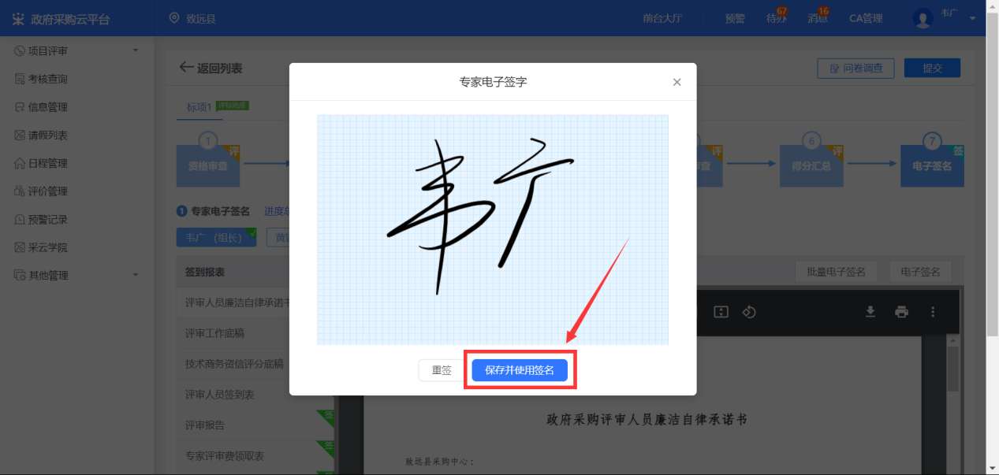 政府采购云平台
致远县
前台大厅 预警 待办 67 消息 16 CA管理 韦广
项目评审
考核查询
信息管理
请假列表
日程管理
评价管理
预警记录
采云学院
其他管理
返回列表
问卷调查 提交
标项1 评标完成
1 评
资格审查
评
6 评
得分汇总
7 签
电子签名
1 专家电子签名 进度
韦广 (组长) 黄
签到报表
批量电子签名 电子签名
评审人员廉洁自律承诺书
评审工作底稿
技术商务资信评分底稿
评审人员签到表
评审报告 签
专家评审费领取表 签
专家电子签字
韦广
重签 保存并使用签名
政府采购评审人员廉洁自律承诺书
致远县采购中心：